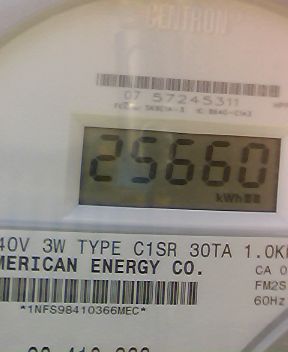 CENTRON
07 57245311
25660
kWh
40V 3W TYPE C1SR 30TA 1.0K
MERICAN ENERGY CO.
CA 0
FM2S
60Hz
*1NFS98410366MEC*